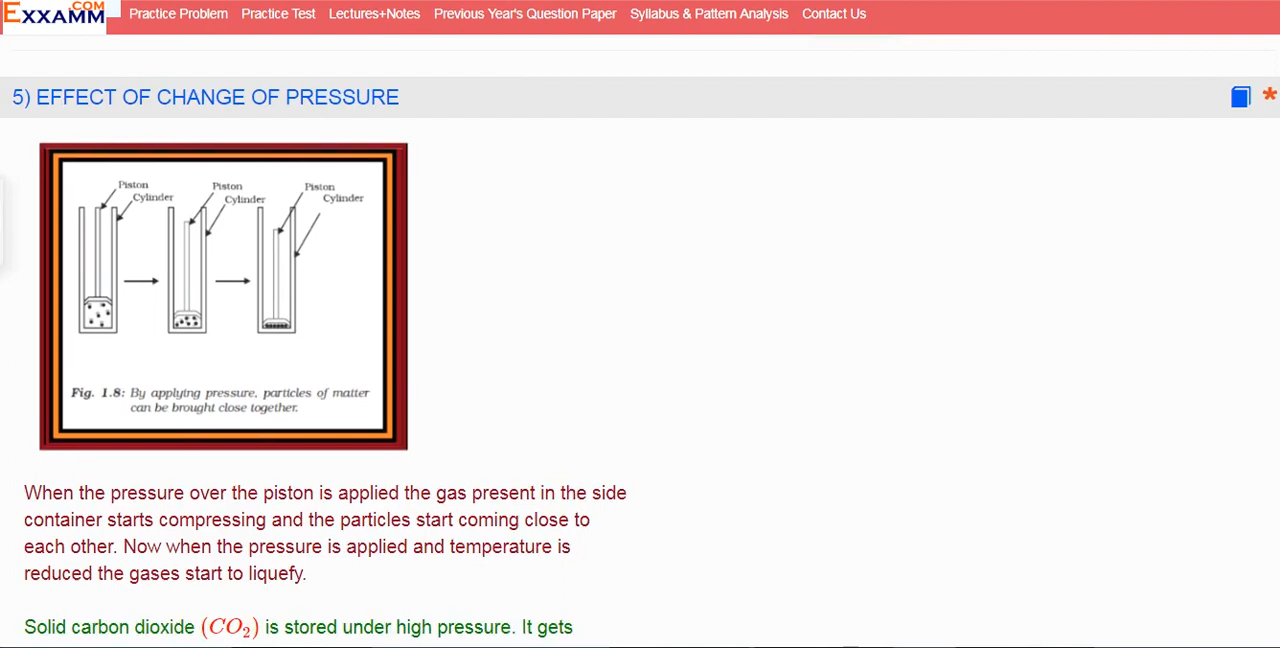 EXXAMM.COM
Practice Problem Practice Test Lectures+Notes Previous Year's Question Paper Syllabus & Pattern Analysis Contact Us
5) EFFECT OF CHANGE OF PRESSURE
*
Piston Piston Piston
Cylinder Cylinder Cylinder
Fig. 1.8: By applying pressure, particles of matter
can be brought close together.
When the pressure over the piston is applied the gas present in the side
container starts compressing and the particles start coming close to
each other. Now when the pressure is applied and temperature is
reduced the gases start to liquefy.
Solid carbon dioxide (CO₂) is stored under high pressure. It gets